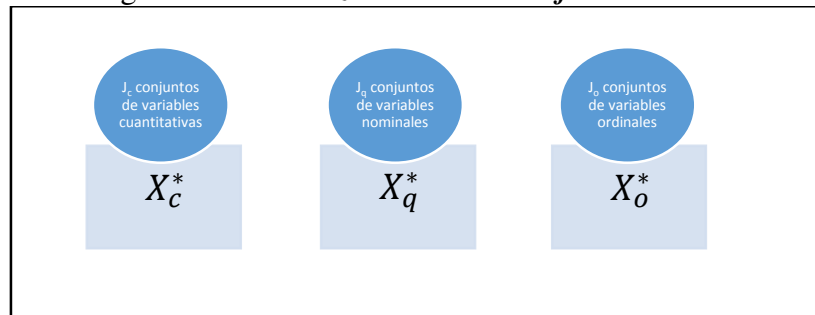 J_c conjuntos
de variables
cuantitativas
J_q conjuntos
de variables
nominales
J_o conjuntos
de variables
ordinales
X_c^*
X_q^*
X_o^*